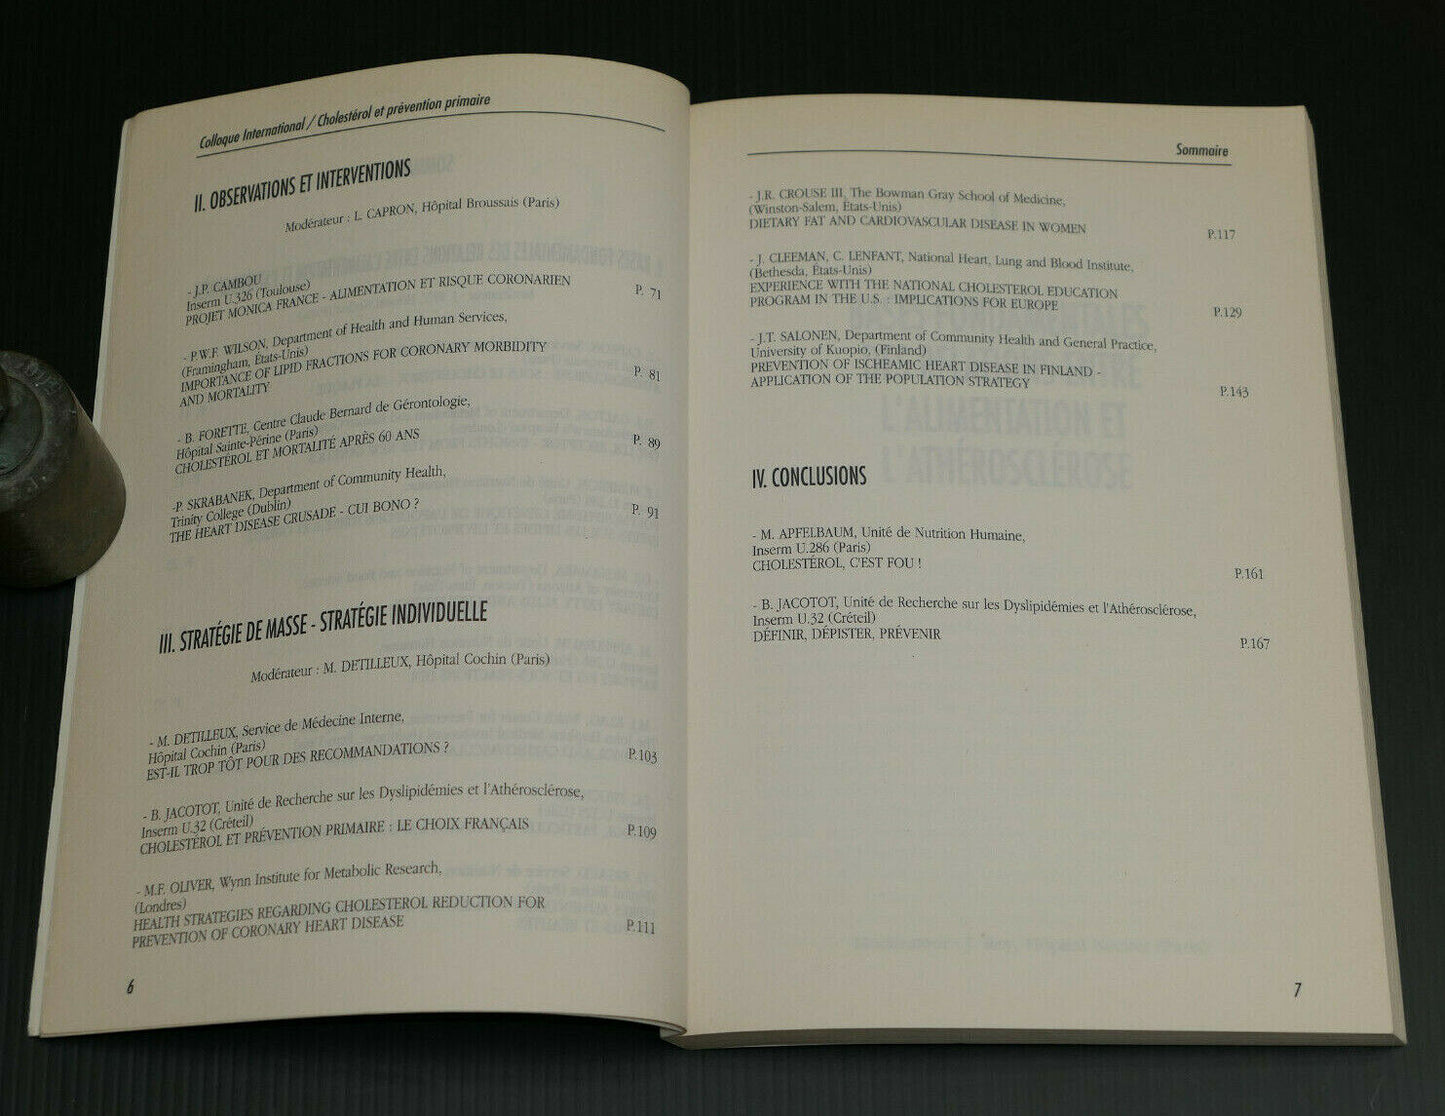 Colloque International / Cholestérol et prévention primaire
II. OBSERVATIONS ET INTERVENTIONS
Modérateur : L. CAPRON, Hôpital Broussais (Paris)
- J.P. CAMBOU
Inserm U.326 (Toulouse)
PROJET MONICA FRANCE - ALIMENTATION ET RISQUE CORONARIEN
P. 71
- P.W.F. WILSON, Department of Health and Human Services,
(Framingham, États-Unis)
IMPORTANCE OF LIPID FRACTIONS FOR CORONARY MORBIDITY
AND MORTALITY
P. 81
- B. FORETTE, Centre Claude Bernard de Gérontologie,
Hôpital Sainte-Périne (Paris)
CHOLESTÉROL ET MORTALITÉ APRÈS 60 ANS
P. 89
-P. SKRABANEK, Department of Community Health,
Trinity College (Dublin)
THE HEART DISEASE CRUSADE - CUI BONO ?
P. 91
III. STRATÉGIE DE MASSE - STRATÉGIE INDIVIDUELLE
Modérateur : M. DETILLEUX, Hôpital Cochin (Paris)
- M. DETILLEUX, Service de Médecine Interne,
Hôpital Cochin (Paris)
EST-IL TROP TÔT POUR DES RECOMMANDATIONS ?
P.103
- B. JACOTOT, Unité de Recherche sur les Dyslipidémies et l'Athérosclérose,
Inserm U.32 (Créteil)
CHOLESTÉROL ET PRÉVENTION PRIMAIRE : LE CHOIX FRANÇAIS
P.109
- M.F. OLIVER, Wynn Institute for Metabolic Research,
(Londres)
HEALTH STRATEGIES REGARDING CHOLESTEROL REDUCTION FOR
PREVENTION OF CORONARY HEART DISEASE
P.111
6
Sommaire
- J.R. CROUSE III, The Bowman Gray School of Medicine,
(Winston-Salem, États-Unis)
DIETARY FAT AND CARDIOVASCULAR DISEASE IN WOMEN
P.117
- J. CLEEMAN, C. LENFANT, National Heart, Lung and Blood Institute,
(Bethesda, États-Unis)
EXPERIENCE WITH THE NATIONAL CHOLESTEROL EDUCATION
PROGRAM IN THE U.S. : IMPLICATIONS FOR EUROPE
P.129
- J.T. SALONEN, Department of Community Health and General Practice,
University of Kuopio, (Finland)
PREVENTION OF ISCHEAMIC HEART DISEASE IN FINLAND -
APPLICATION OF THE POPULATION STRATEGY
P.143
IV. CONCLUSIONS
- M. APFELBAUM, Unité de Nutrition Humaine,
Inserm U.286 (Paris)
CHOLESTÉROL, C'EST FOU !
P.161
- B. JACOTOT, Unité de Recherche sur les Dyslipidémies et l'Athérosclérose,
Inserm U.32 (Créteil)
DÉFINIR, DÉPISTER, PRÉVENIR
P.167
7